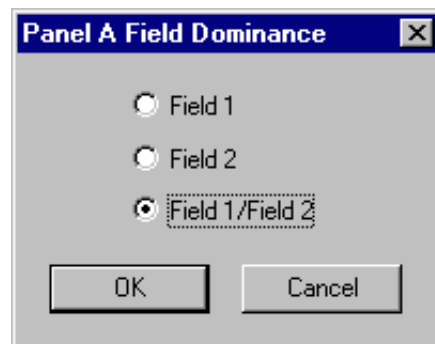 Panel A Field Dominance
Field 1
Field 2
Field 1/Field 2
OK Cancel